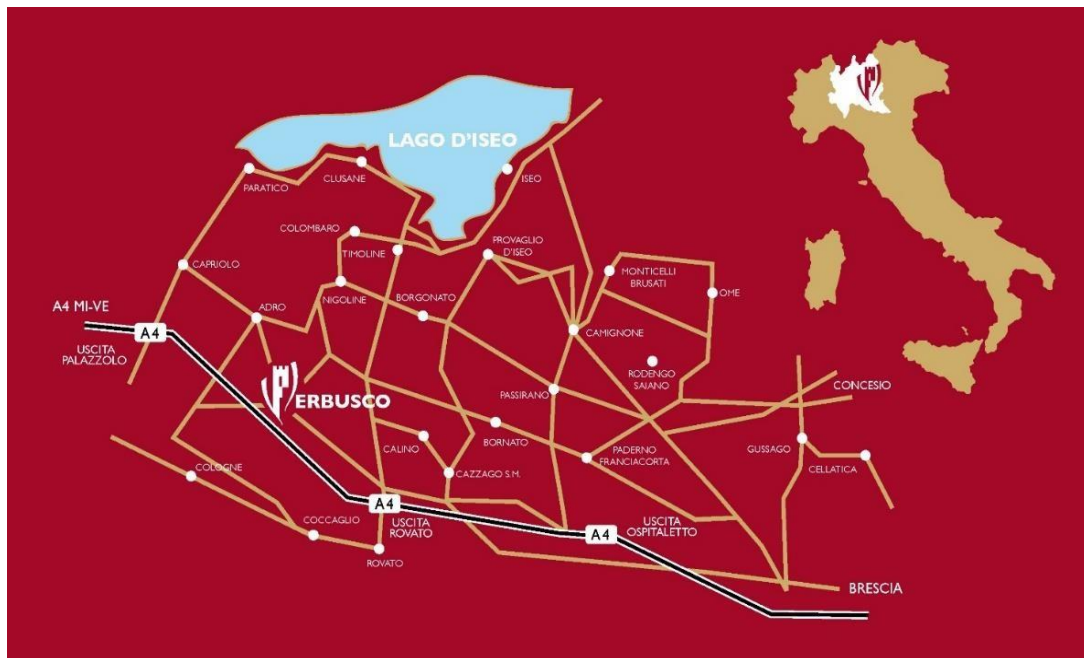 LAGO D'ISEO
PARATICO
CLUSANE
ISEO
COLOMBARO
TIMOLINE
PROVAGLIO
D'ISEO
CAPRIOLO
MONTICELLI
BRUSATI
NIGOLINE
BORGONATO
OME
A4 MI-VE
ADRO
A4
CAMIGNONE
USCITA
PALAZZOLO
RODENGO
SAIANO
CONCESIO
ERBUSCO
PASSIRANO
CALINO
BORNATO
PADERNO
FRANCIACORTA
GUSSAGO
CELLATICA
COLOGNE
CAZZAGO S.M.
A4
USCITA
ROVATO
COCCAGLIO
ROVATO
A4
USCITA
OSPITALETTO
BRESCIA